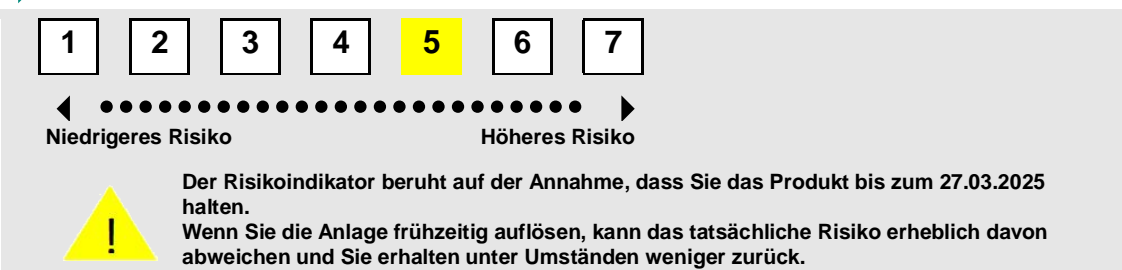 1 2 3 4 5 6 7
Niedrigeres Risiko Höheres Risiko
Der Risikoindikator beruht auf der Annahme, dass Sie das Produkt bis zum 27.03.2025
halten.
!
Wenn Sie die Anlage frühzeitig auflösen, kann das tatsächliche Risiko erheblich davon
abweichen und Sie erhalten unter Umständen weniger zurück.